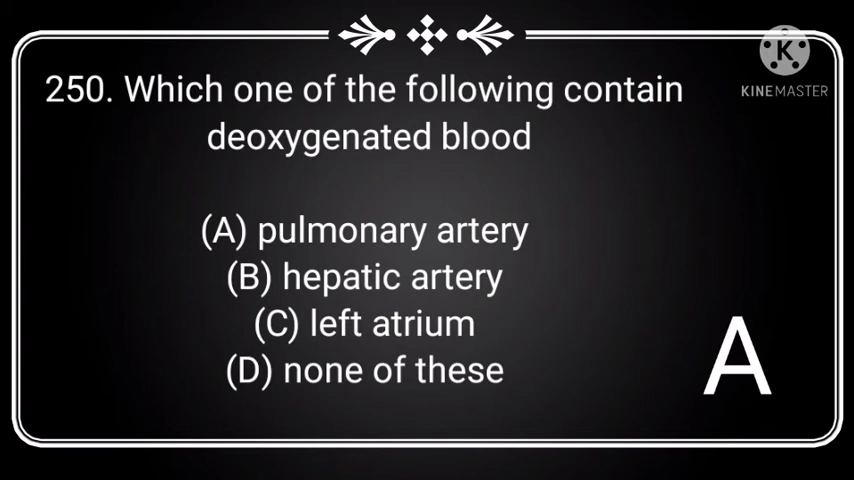 250. Which one of the following contain
deoxygenated blood
(A) pulmonary artery
(B) hepatic artery
(C) left atrium
(D) none of these
A
K
KINEMASTER